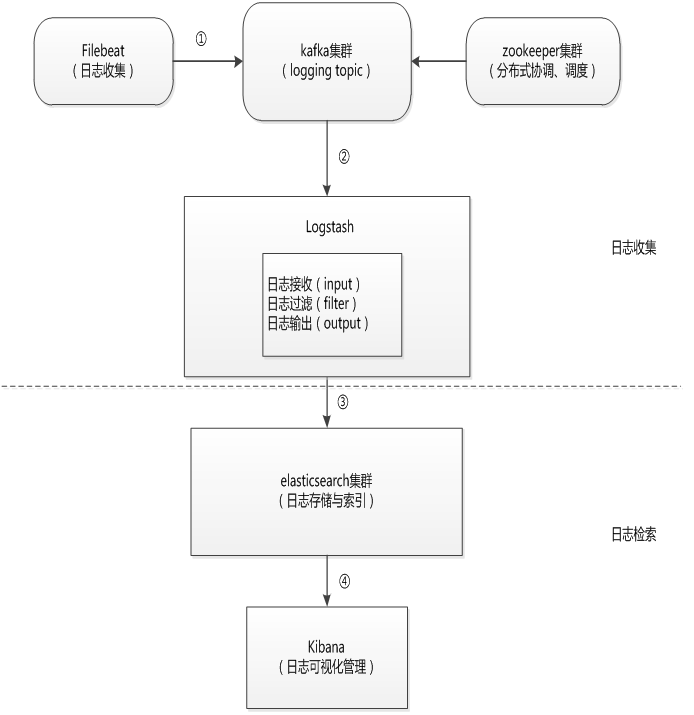 Filebeat
（日志收集）
①
kafka集群
（logging topic）
zookeeper集群
（分布式协调、调度）
②
Logstash
日志接收（input）
日志过滤（filter）
日志输出（output）
日志收集
③
elasticsearch集群
（日志存储与索引）
日志检索
④
Kibana
（日志可视化管理）